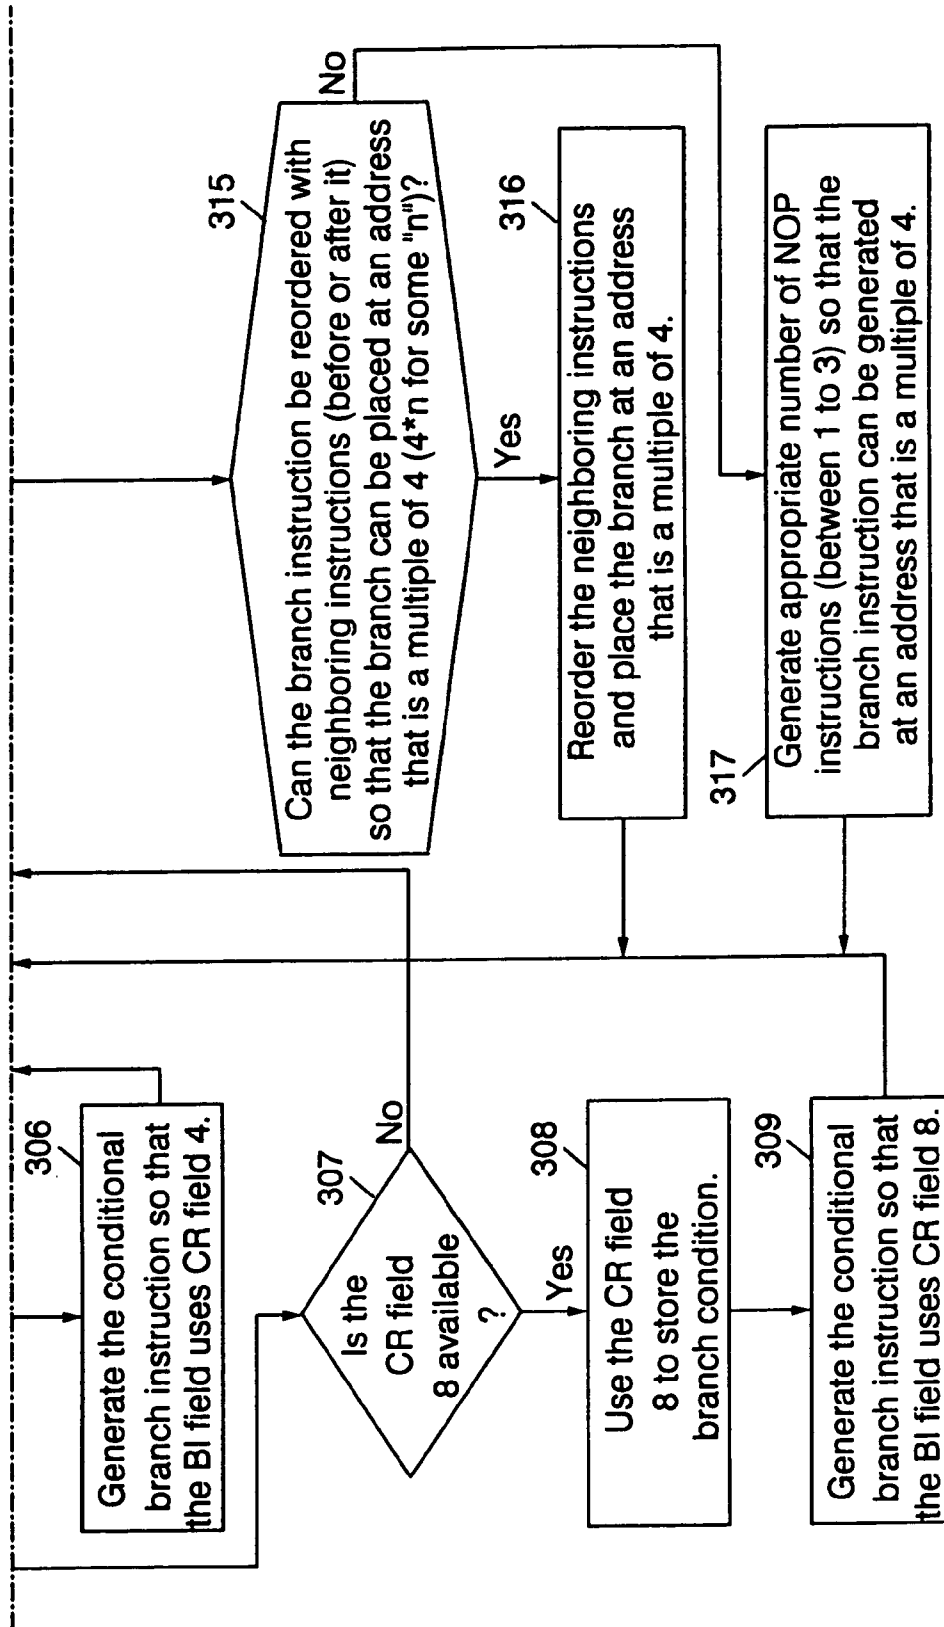 306
Generate the conditional
branch instruction so that
the BI field uses CR field 4.
307
Is the
CR field
8 available
?
No
Yes
308
Use the CR field
8 to store the
branch condition.
309
Generate the conditional
branch instruction so that
the BI field uses CR field 8.
315
Can the branch instruction be reordered with
neighboring instructions (before or after it)
so that the branch can be placed at an address
that is a multiple of 4 (4*n for some "n")?
No
Yes
316
Reorder the neighboring instructions
and place the branch at an address
that is a multiple of 4.
317
Generate appropriate number of NOP
instructions (between 1 to 3) so that the
branch instruction can be generated
at an address that is a multiple of 4.